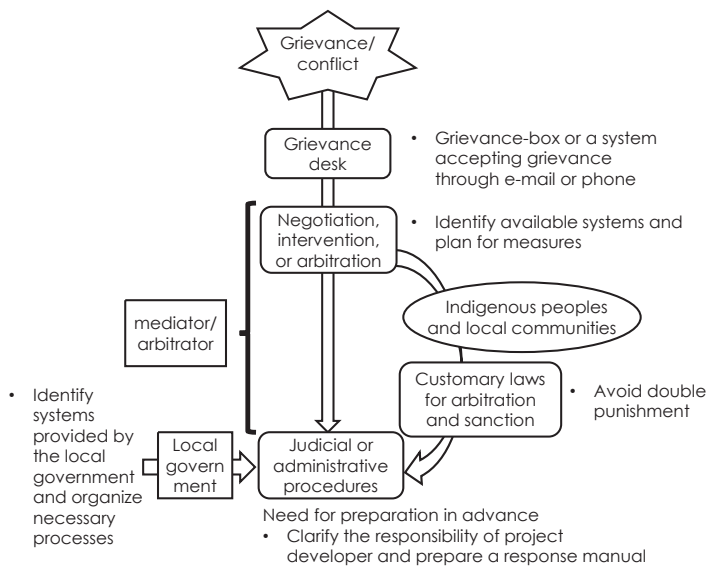 Grievance/
conflict
Grievance
desk
• Grievance-box or a system
accepting grievance
through e-mail or phone
Negotiation,
intervention,
or arbitration
• Identify available systems and
plan for measures
Indigenous peoples
and local communities
mediator/
arbitrator
Customary laws
for arbitration
and sanction
• Avoid double
punishment
• Identify
systems
provided by
the local
government
and organize
necessary
processes
Local
govern
ment
Judicial or
administrative
procedures
Need for preparation in advance
• Clarify the responsibility of project
developer and prepare a response manual